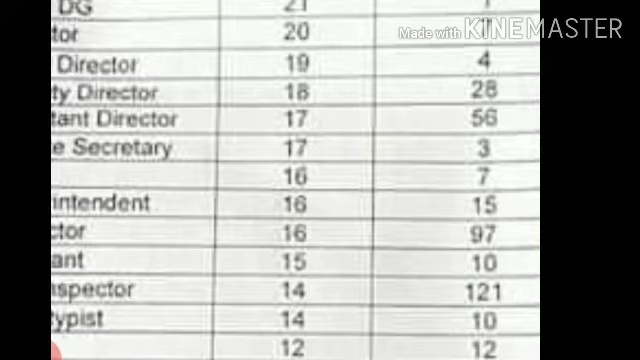 DG 21
tor 20 11
Director 19 4
ty Director 18 28
tant Director 17 56
e Secretary 17 3
16 7
intendent 16 15
ctor 16 97
ant 15 10
spector 14 121
typist 14 10
12 12
Made with KINEMASTER